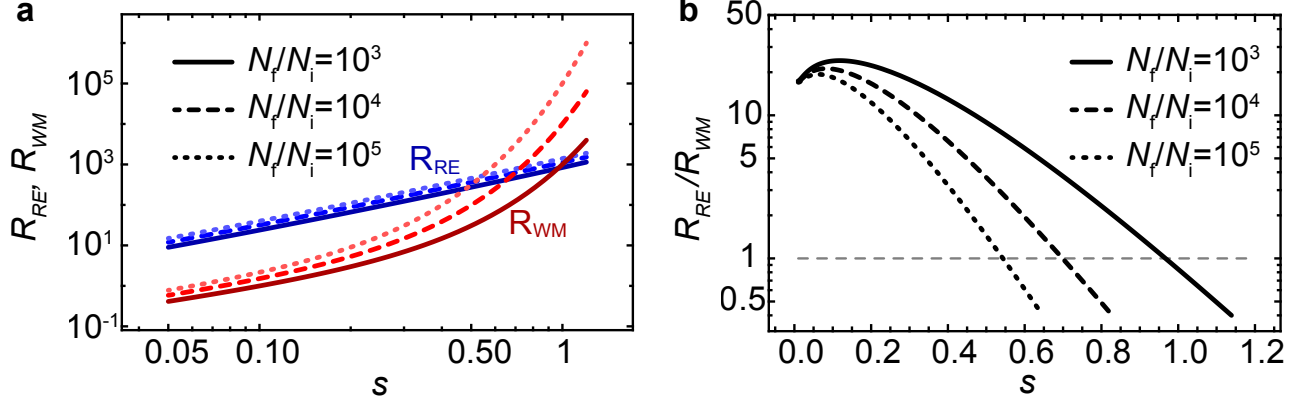 a
R_RE, R_WM
10^5
10^3
10^1
10^-1
N_f/N_i=10^3
N_f/N_i=10^4
N_f/N_i=10^5
R_RE
R_WM
0.05 0.10 0.50 1
s
b
R_RE/R_WM
50
10
5
1
0.5
N_f/N_i=10^3
N_f/N_i=10^4
N_f/N_i=10^5
0.0 0.2 0.4 0.6 0.8 1.0 1.2
s